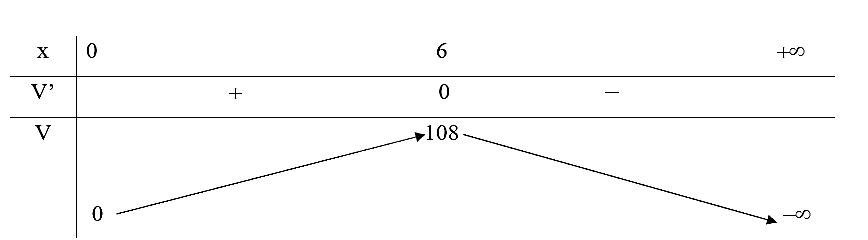 x 0 6 +∞
V' + 0 −
V 108
0 −∞